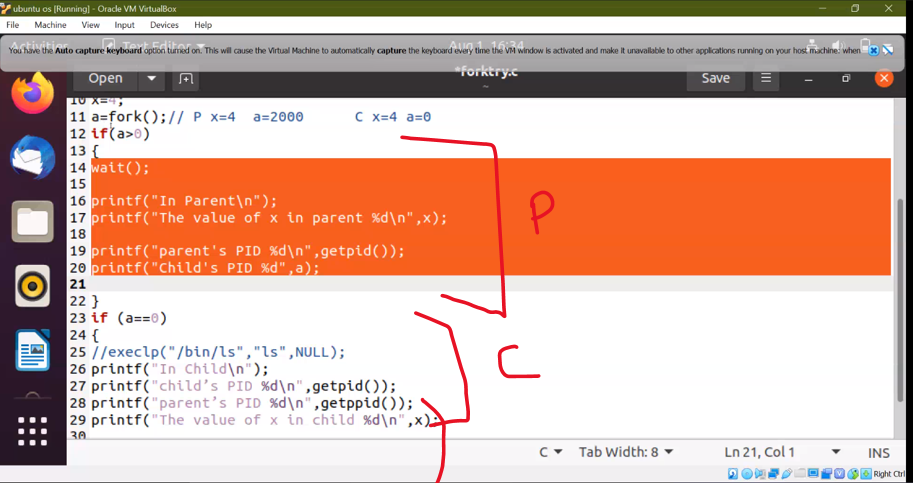 ubuntu os [Running] - Oracle VM VirtualBox
File Machine View Input Devices Help
You have the Auto capture keyboard option turned on. This will cause the Virtual Machine to automatically capture the keyboard every time the VM window is activated and make it unavailable to other applications running on your host machine: when
Activities Text Editor Aug 1 16:34
Open *forktry.c Save
~
10 x=4;
11 a=fork();// P x=4 a=2000 C x=4 a=0
12 if(a>0)
13 {
14 wait();
15
16 printf("In Parent\n");
17 printf("The value of x in parent %d\n",x);
18
19 printf("parent's PID %d\n",getpid());
20 printf("Child's PID %d",a);
21
22 }
23 if (a==0)
24 {
25 //execlp("/bin/ls","ls",NULL);
26 printf("In Child\n");
27 printf("child’s PID %d\n",getpid());
28 printf("parent’s PID %d\n",getppid());
29 printf("The value of x in child %d\n",x);
30
P
C
C Tab Width: 8 Ln 21, Col 1 INS
Right Ctrl